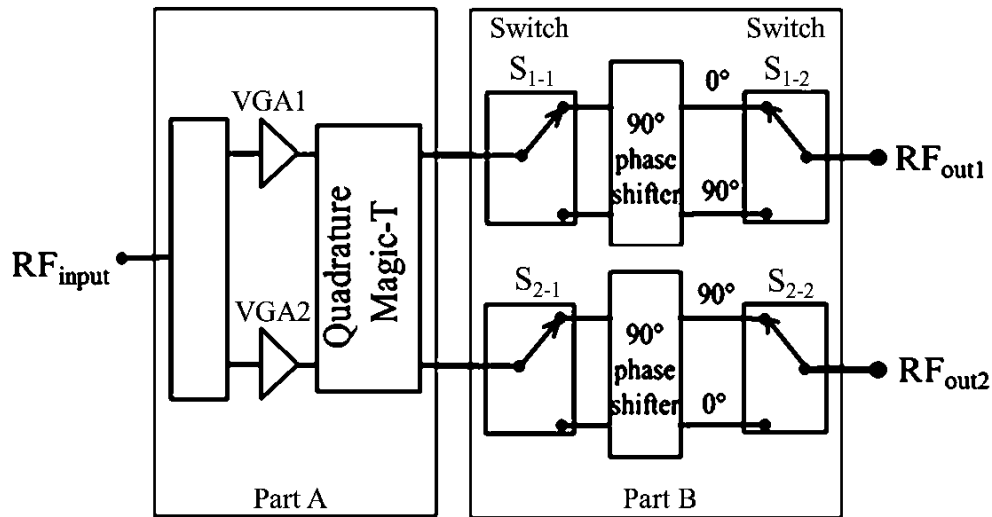 Switch
Switch
S1-1
S1-2
VGA1
0°
90°
phase
shifter
90°
RFout1
Quadrature
Magic-T
RFinput
VGA2
S2-1
S2-2
90°
90°
phase
shifter
0°
RFout2
Part A
Part B